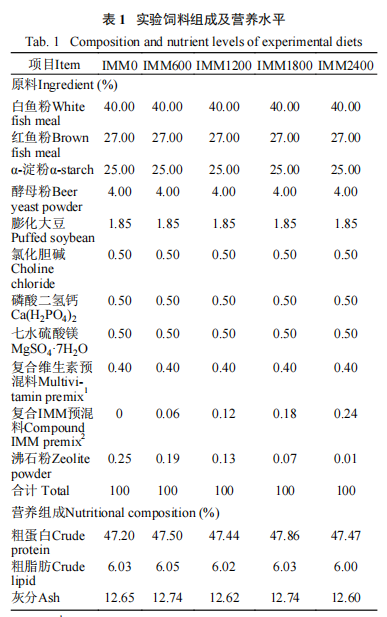 表 1 实验饲料组成及营养水平
Tab. 1 Composition and nutrient levels of experimental diets
项目Item IMM0 IMM600 IMM1200 IMM1800 IMM2400
原料Ingredient (%)
白鱼粉White 40.00 40.00 40.00 40.00 40.00
fish meal
红鱼粉Brown 27.00 27.00 27.00 27.00 27.00
fish meal
α-淀粉α-starch 25.00 25.00 25.00 25.00 25.00
酵母粉Beer 4.00 4.00 4.00 4.00 4.00
yeast powder
膨化大豆 1.85 1.85 1.85 1.85 1.85
Puffed soybean
氯化胆碱 0.50 0.50 0.50 0.50 0.50
Choline
chloride
磷酸二氢钙 0.50 0.50 0.50 0.50 0.50
Ca(H2PO4)2
七水硫酸镁 0.50 0.50 0.50 0.50 0.50
MgSO4·7H2O
复合维生素预 0.40 0.40 0.40 0.40 0.40
混料Multivi-
tamin premix1
复合IMM预混 0 0.06 0.12 0.18 0.24
料Compound
IMM premix2
沸石粉Zeolite 0.25 0.19 0.13 0.07 0.01
powder
合计 Total 100 100 100 100 100
营养组成Nutritional composition (%)
粗蛋白Crude 47.20 47.50 47.44 47.86 47.47
protein
粗脂肪Crude 6.03 6.05 6.02 6.03 6.00
lipid
灰分Ash 12.65 12.74 12.62 12.74 12.60